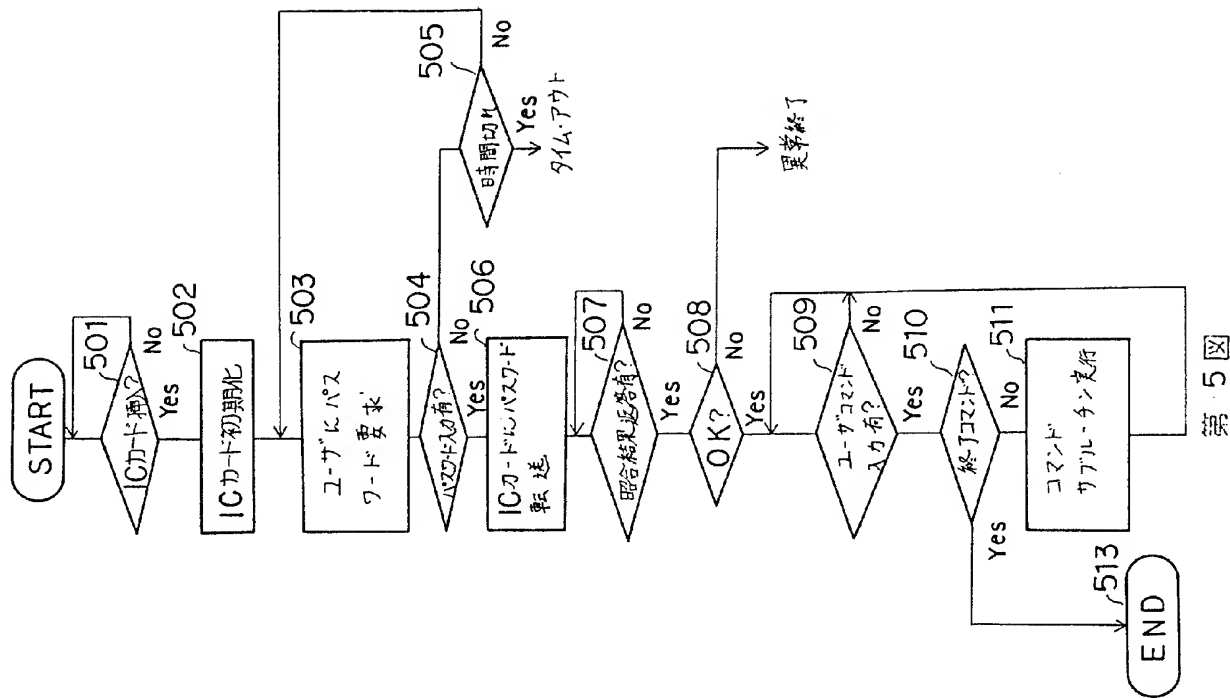 START
501
ICカード挿入?
No
Yes
502
ICカード初期化
503
ユーザにパス
ワード要求
504
パスワード入力有?
No
Yes
505
時間切れ
No
Yes
タイム・アウト
506
ICカードにパスワード
転送
507
照合結果返答有?
No
Yes
508
OK?
No
Yes
異常終了
509
ユーザコマンド
入力有?
No
Yes
510
終了コマンド?
No
Yes
511
コマンド
サブルーチン実行
513
END
第5図